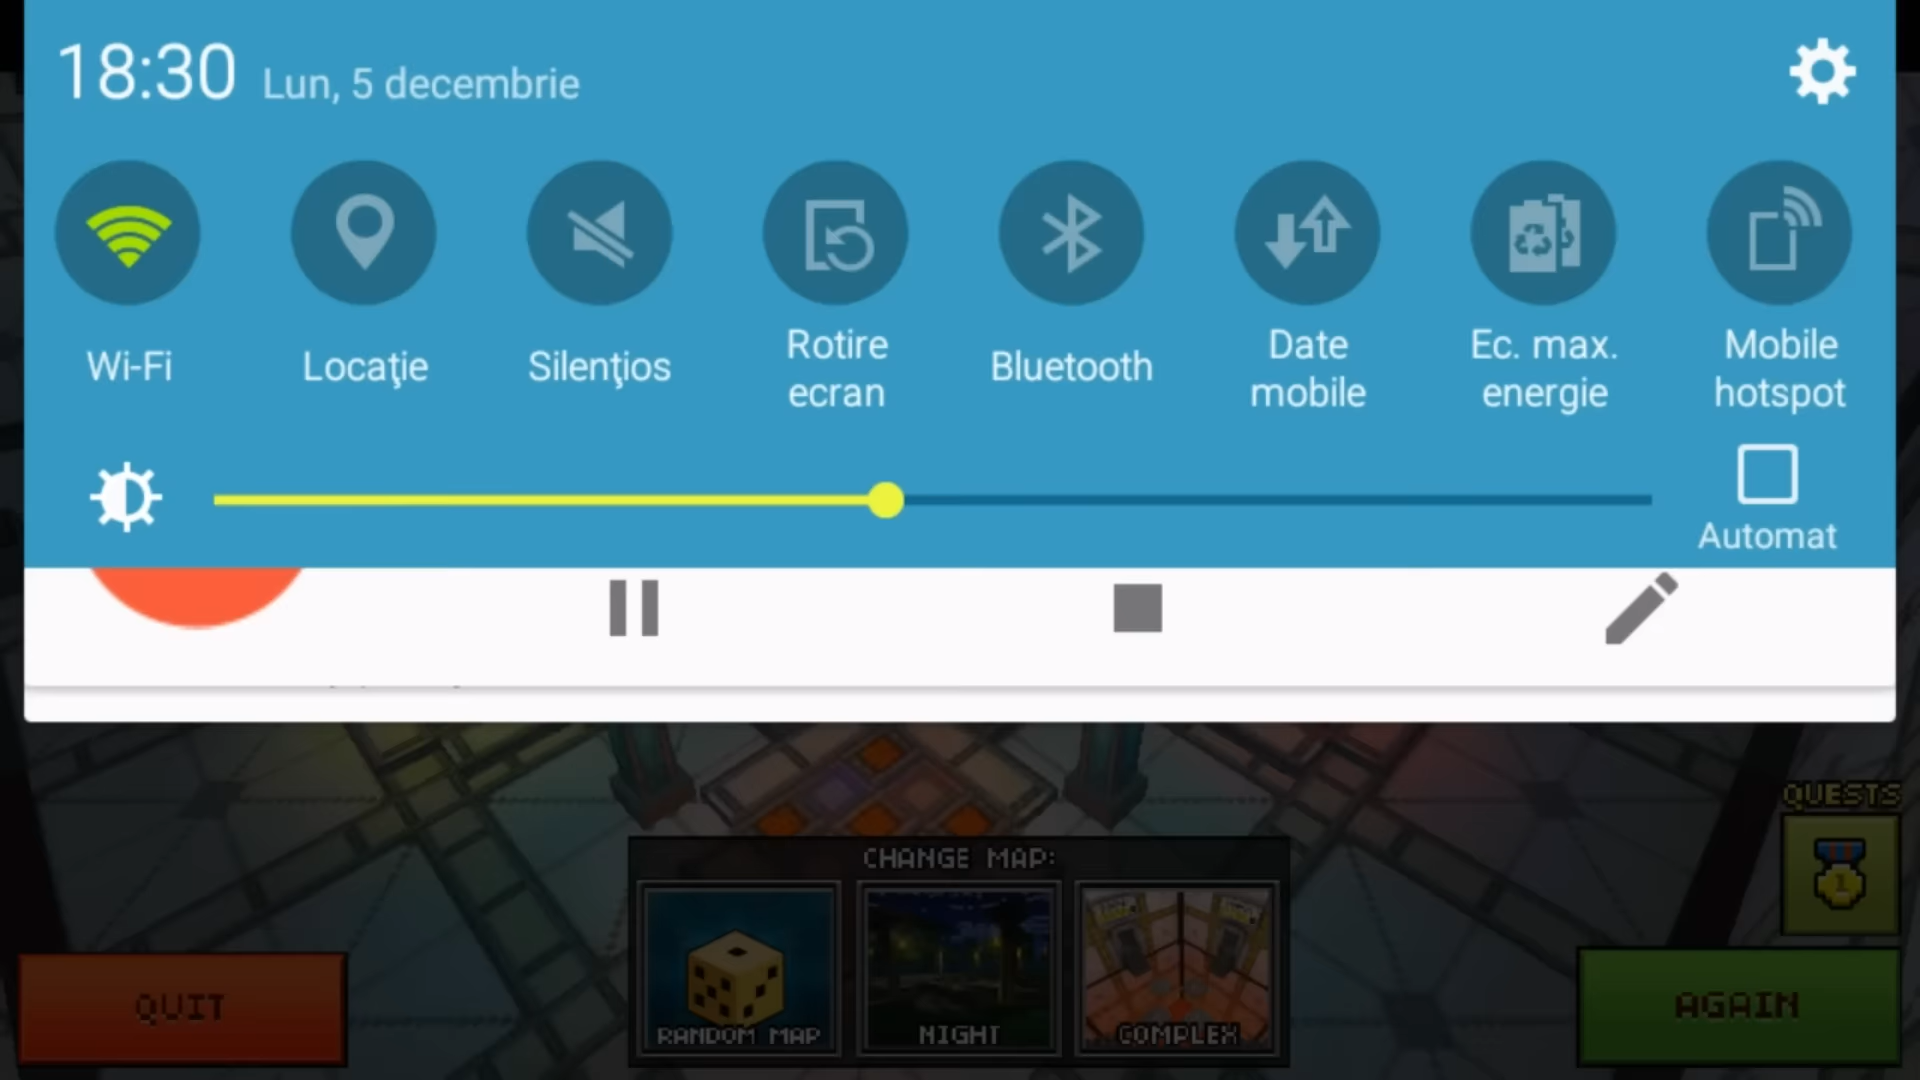 18:30 Lun, 5 decembrie
Wi-Fi
Locaţie
Silenţios
Rotire
ecran
Bluetooth
Date
mobile
Ec. max.
energie
Mobile
hotspot
Automat
QUESTS
1
CHANGE MAP:
RANDOM MAP
NIGHT
COMPLEX
QUIT
AGAIN